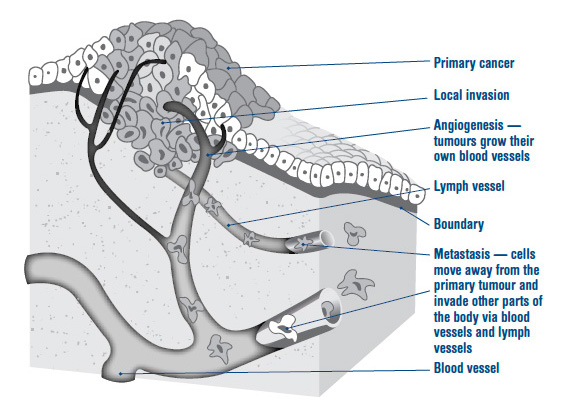 Primary cancer
Local invasion
Angiogenesis —
tumours grow their
own blood vessels
Lymph vessel
Boundary
Metastasis — cells
move away from the
primary tumour and
invade other parts of
the body via blood
vessels and lymph
vessels
Blood vessel